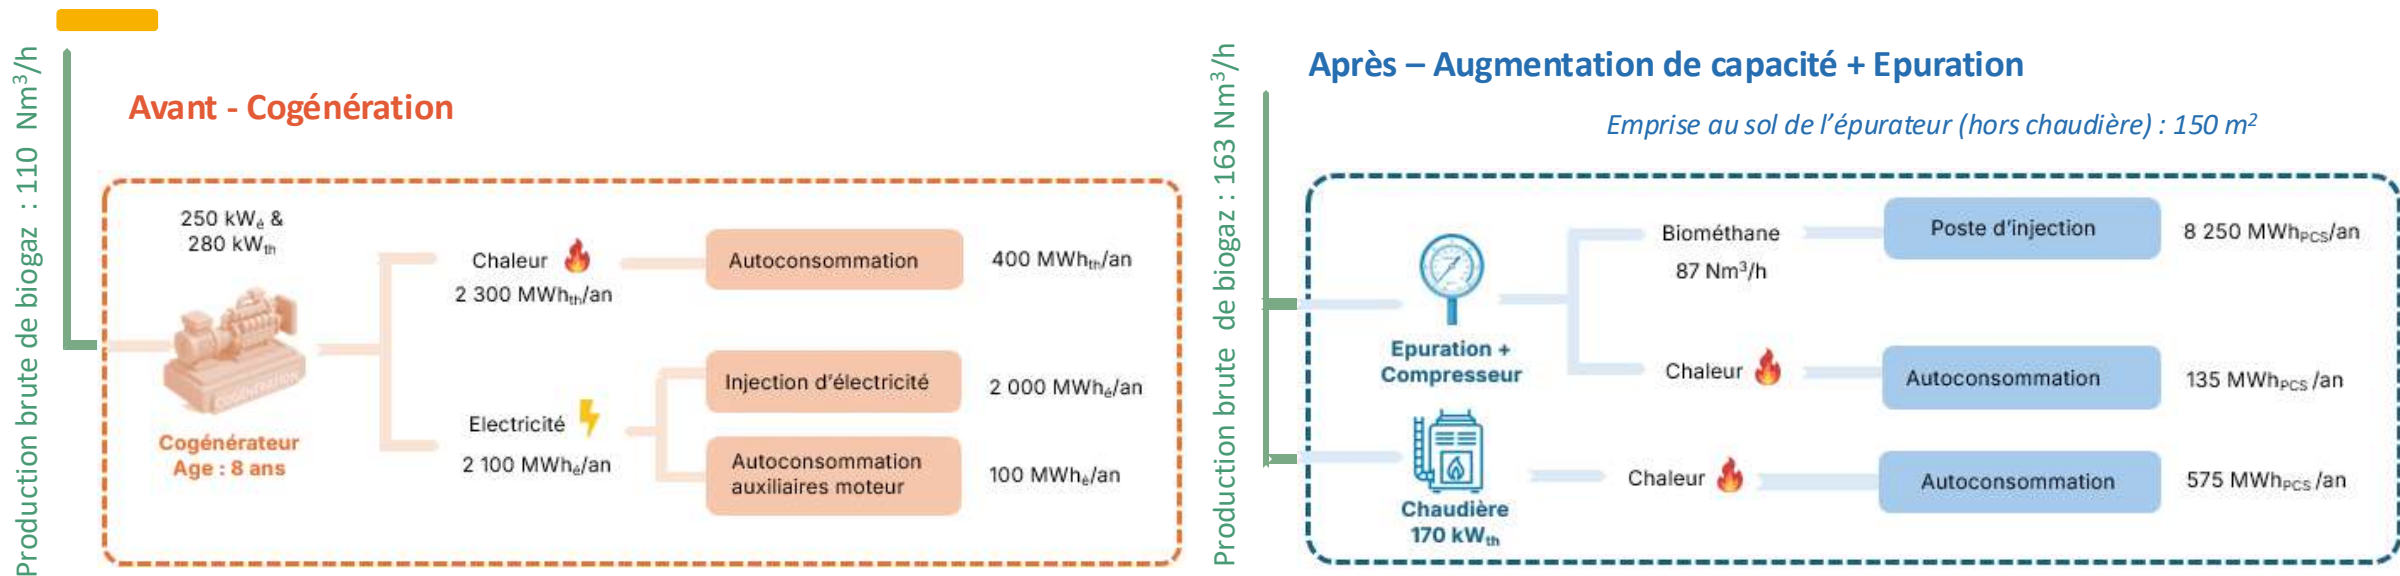 Production brute de biogaz : 110 Nm³/h
Avant - Cogénération
250 kWé &
280 kWth
COGÉNÉRATION
Cogénérateur
Age : 8 ans
Chaleur
2 300 MWhth/an
Autoconsommation
400 MWhth/an
Electricité
2 100 MWhé/an
Injection d'électricité
2 000 MWhé/an
Autoconsommation
auxiliaires moteur
100 MWhé/an
Production brute de biogaz : 163 Nm³/h
Après – Augmentation de capacité + Epuration
Emprise au sol de l'épurateur (hors chaudière) : 150 m²
Epuration +
Compresseur
Biométhane
87 Nm³/h
Poste d'injection
8 250 MWhPCS/an
Chaleur
Autoconsommation
135 MWhPCS /an
Chaudière
170 kWth
Chaleur
Autoconsommation
575 MWhPCS /an